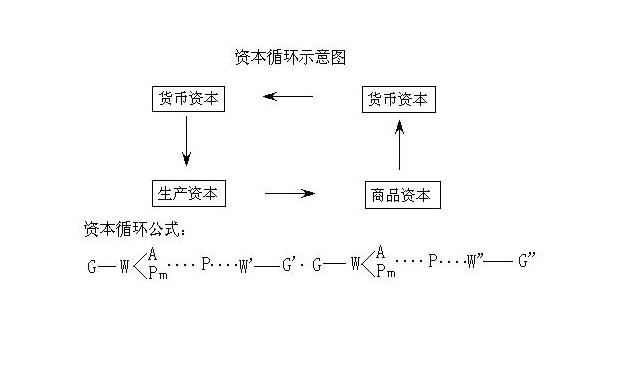 资本循环示意图
货币资本 货币资本
生产资本 商品资本
资本循环公式：
G—W<A Pm ····P····W'—G'·G—W<A Pm ····P····W”—G”